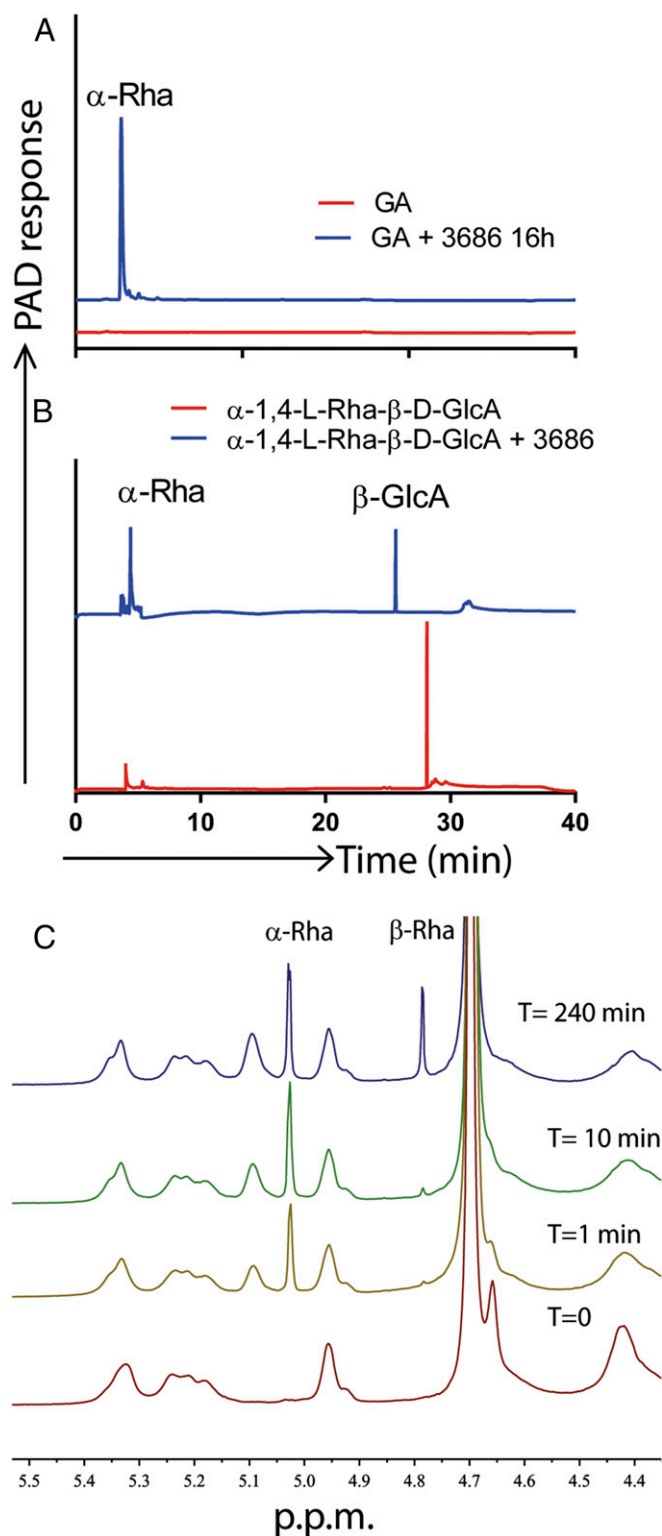 A
α-Rha
PAD response
GA
GA + 3686 16h
B
α-1,4-L-Rha-β-D-GlcA
α-1,4-L-Rha-β-D-GlcA + 3686
α-Rha
β-GlcA
0 10 20 30 40
Time (min)
C
α-Rha
β-Rha
T= 240 min
T= 10 min
T=1 min
T=0
5.5 5.4 5.3 5.2 5.1 5.0 4.9 4.8 4.7 4.6 4.5 4.4
p.p.m.